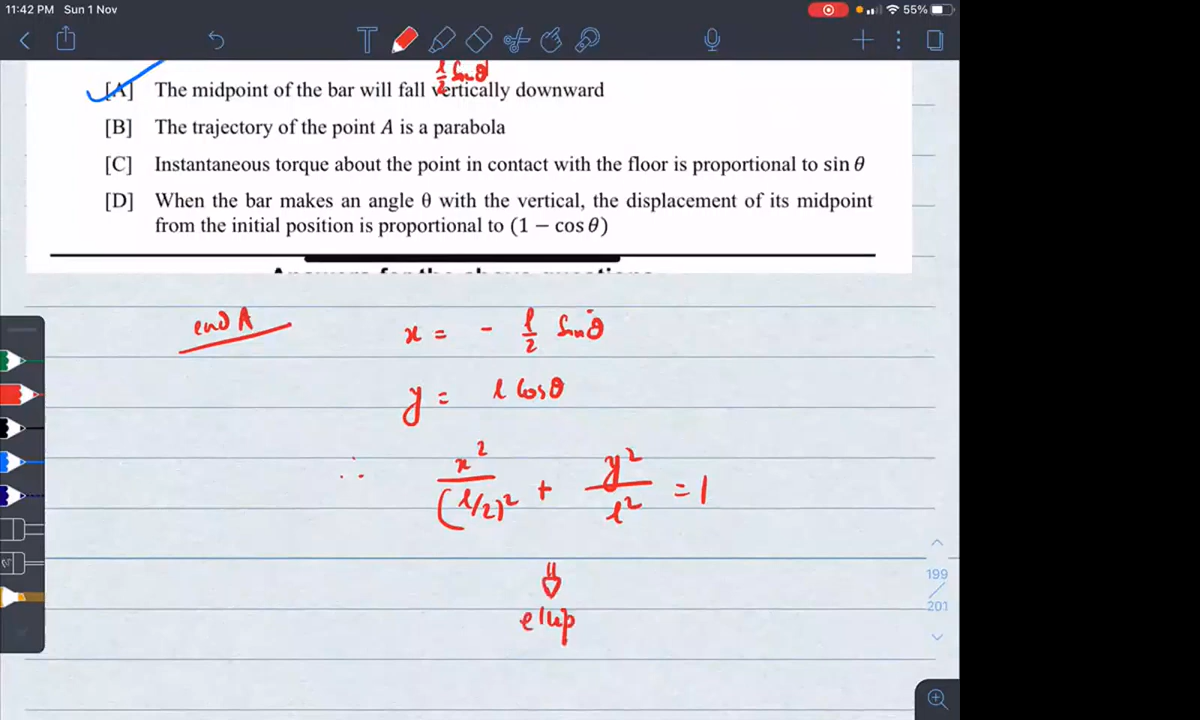 11:42 PM Sun 1 Nov 55%
l/2 sinθ
[A] The midpoint of the bar will fall vertically downward
[B] The trajectory of the point A is a parabola
[C] Instantaneous torque about the point in contact with the floor is proportional to sin θ
[D] When the bar makes an angle θ with the vertical, the displacement of its midpoint
from the initial position is proportional to (1 − cos θ)
end A
x = - l/2 sinθ
y = l cosθ
∴ x²/(l/2)² + y²/l² = 1
⇓
ellip
199
/
201